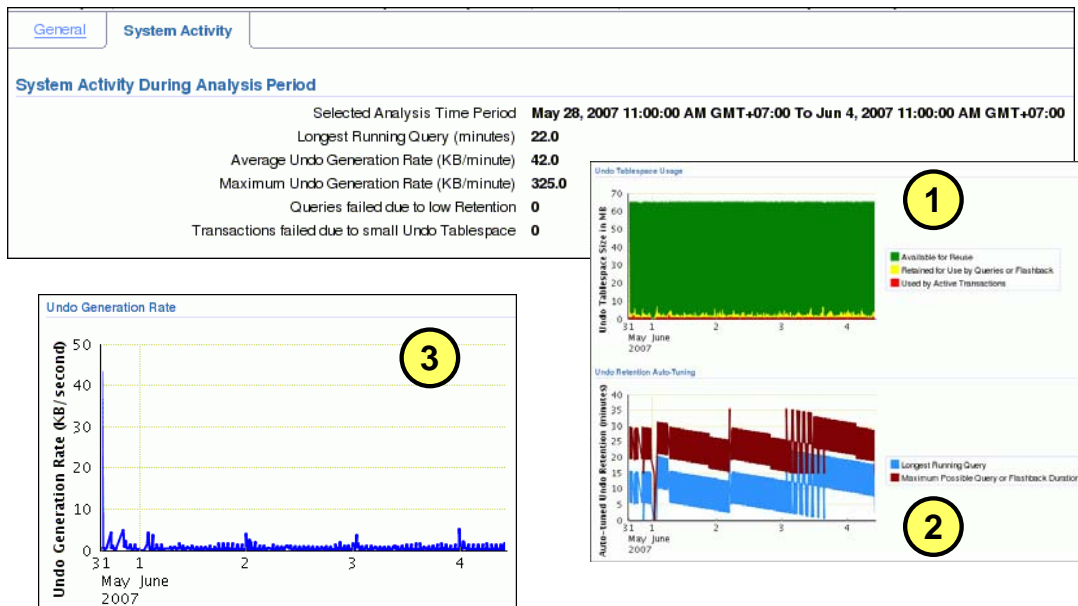 General
System Activity
System Activity During Analysis Period
Selected Analysis Time Period May 28, 2007 11:00:00 AM GMT+07:00 To Jun 4, 2007 11:00:00 AM GMT+07:00
Longest Running Query (minutes) 22.0
Average Undo Generation Rate (KB/minute) 42.0
Maximum Undo Generation Rate (KB/minute) 325.0
Queries failed due to low Retention 0
Transactions failed due to small Undo Tablespace 0
Undo Tablespace Usage
1
Undo Tablespace Size in MB
70
60
50
40
30
20
10
0
31 1 2 3 4
May June
2007
Available for Reuse
Retained for Use by Queries or Flashback
Used by Active Transactions
Undo Retention Auto-Tuning
Auto-tuned Undo Retention (minutes)
40
35
30
25
20
15
10
5
0
31 1 2 3 4
May June
2007
Longest Running Query
Maximum Possible Query or Flashback Duration
2
Undo Generation Rate
3
Undo Generation Rate (KB/ second)
50
40
30
20
10
0
31 1 2 3 4
May June
2007